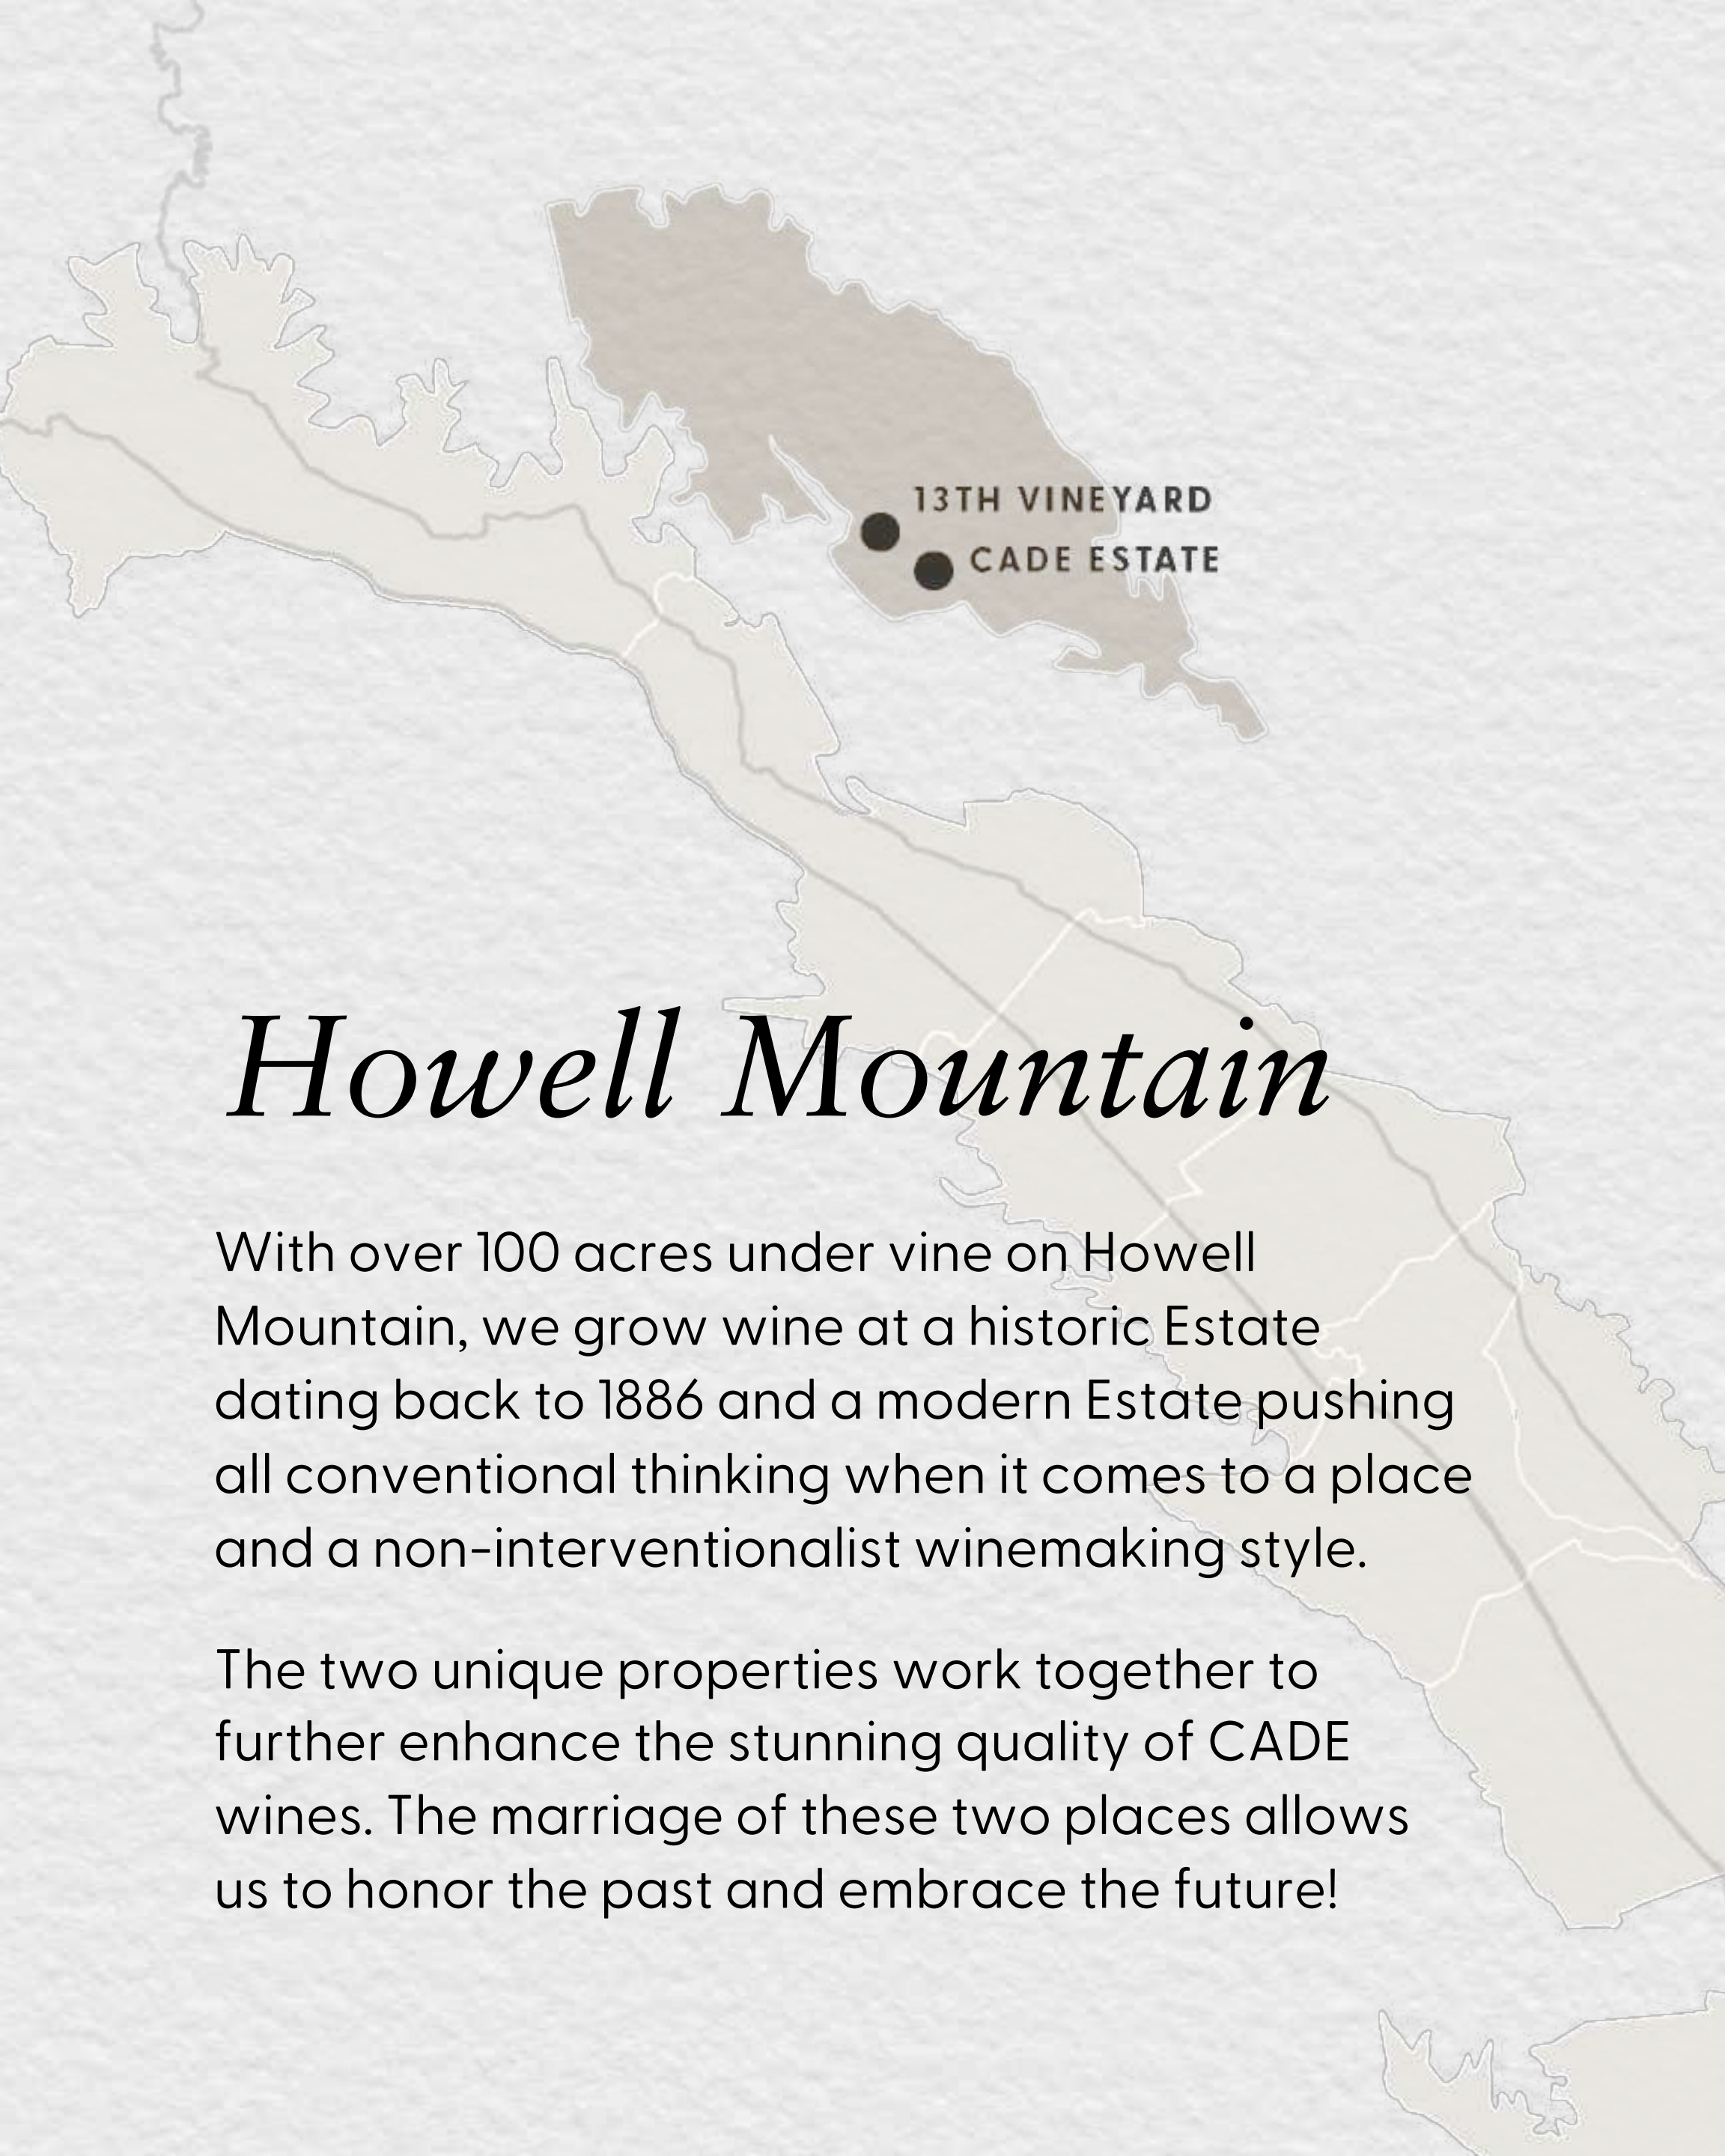 13TH VINEYARD
CADE ESTATE
Howell Mountain
With over 100 acres under vine on Howell
Mountain, we grow wine at a historic Estate
dating back to 1886 and a modern Estate pushing
all conventional thinking when it comes to a place
and a non-interventionalist winemaking style.
The two unique properties work together to
further enhance the stunning quality of CADE
wines. The marriage of these two places allows
us to honor the past and embrace the future!